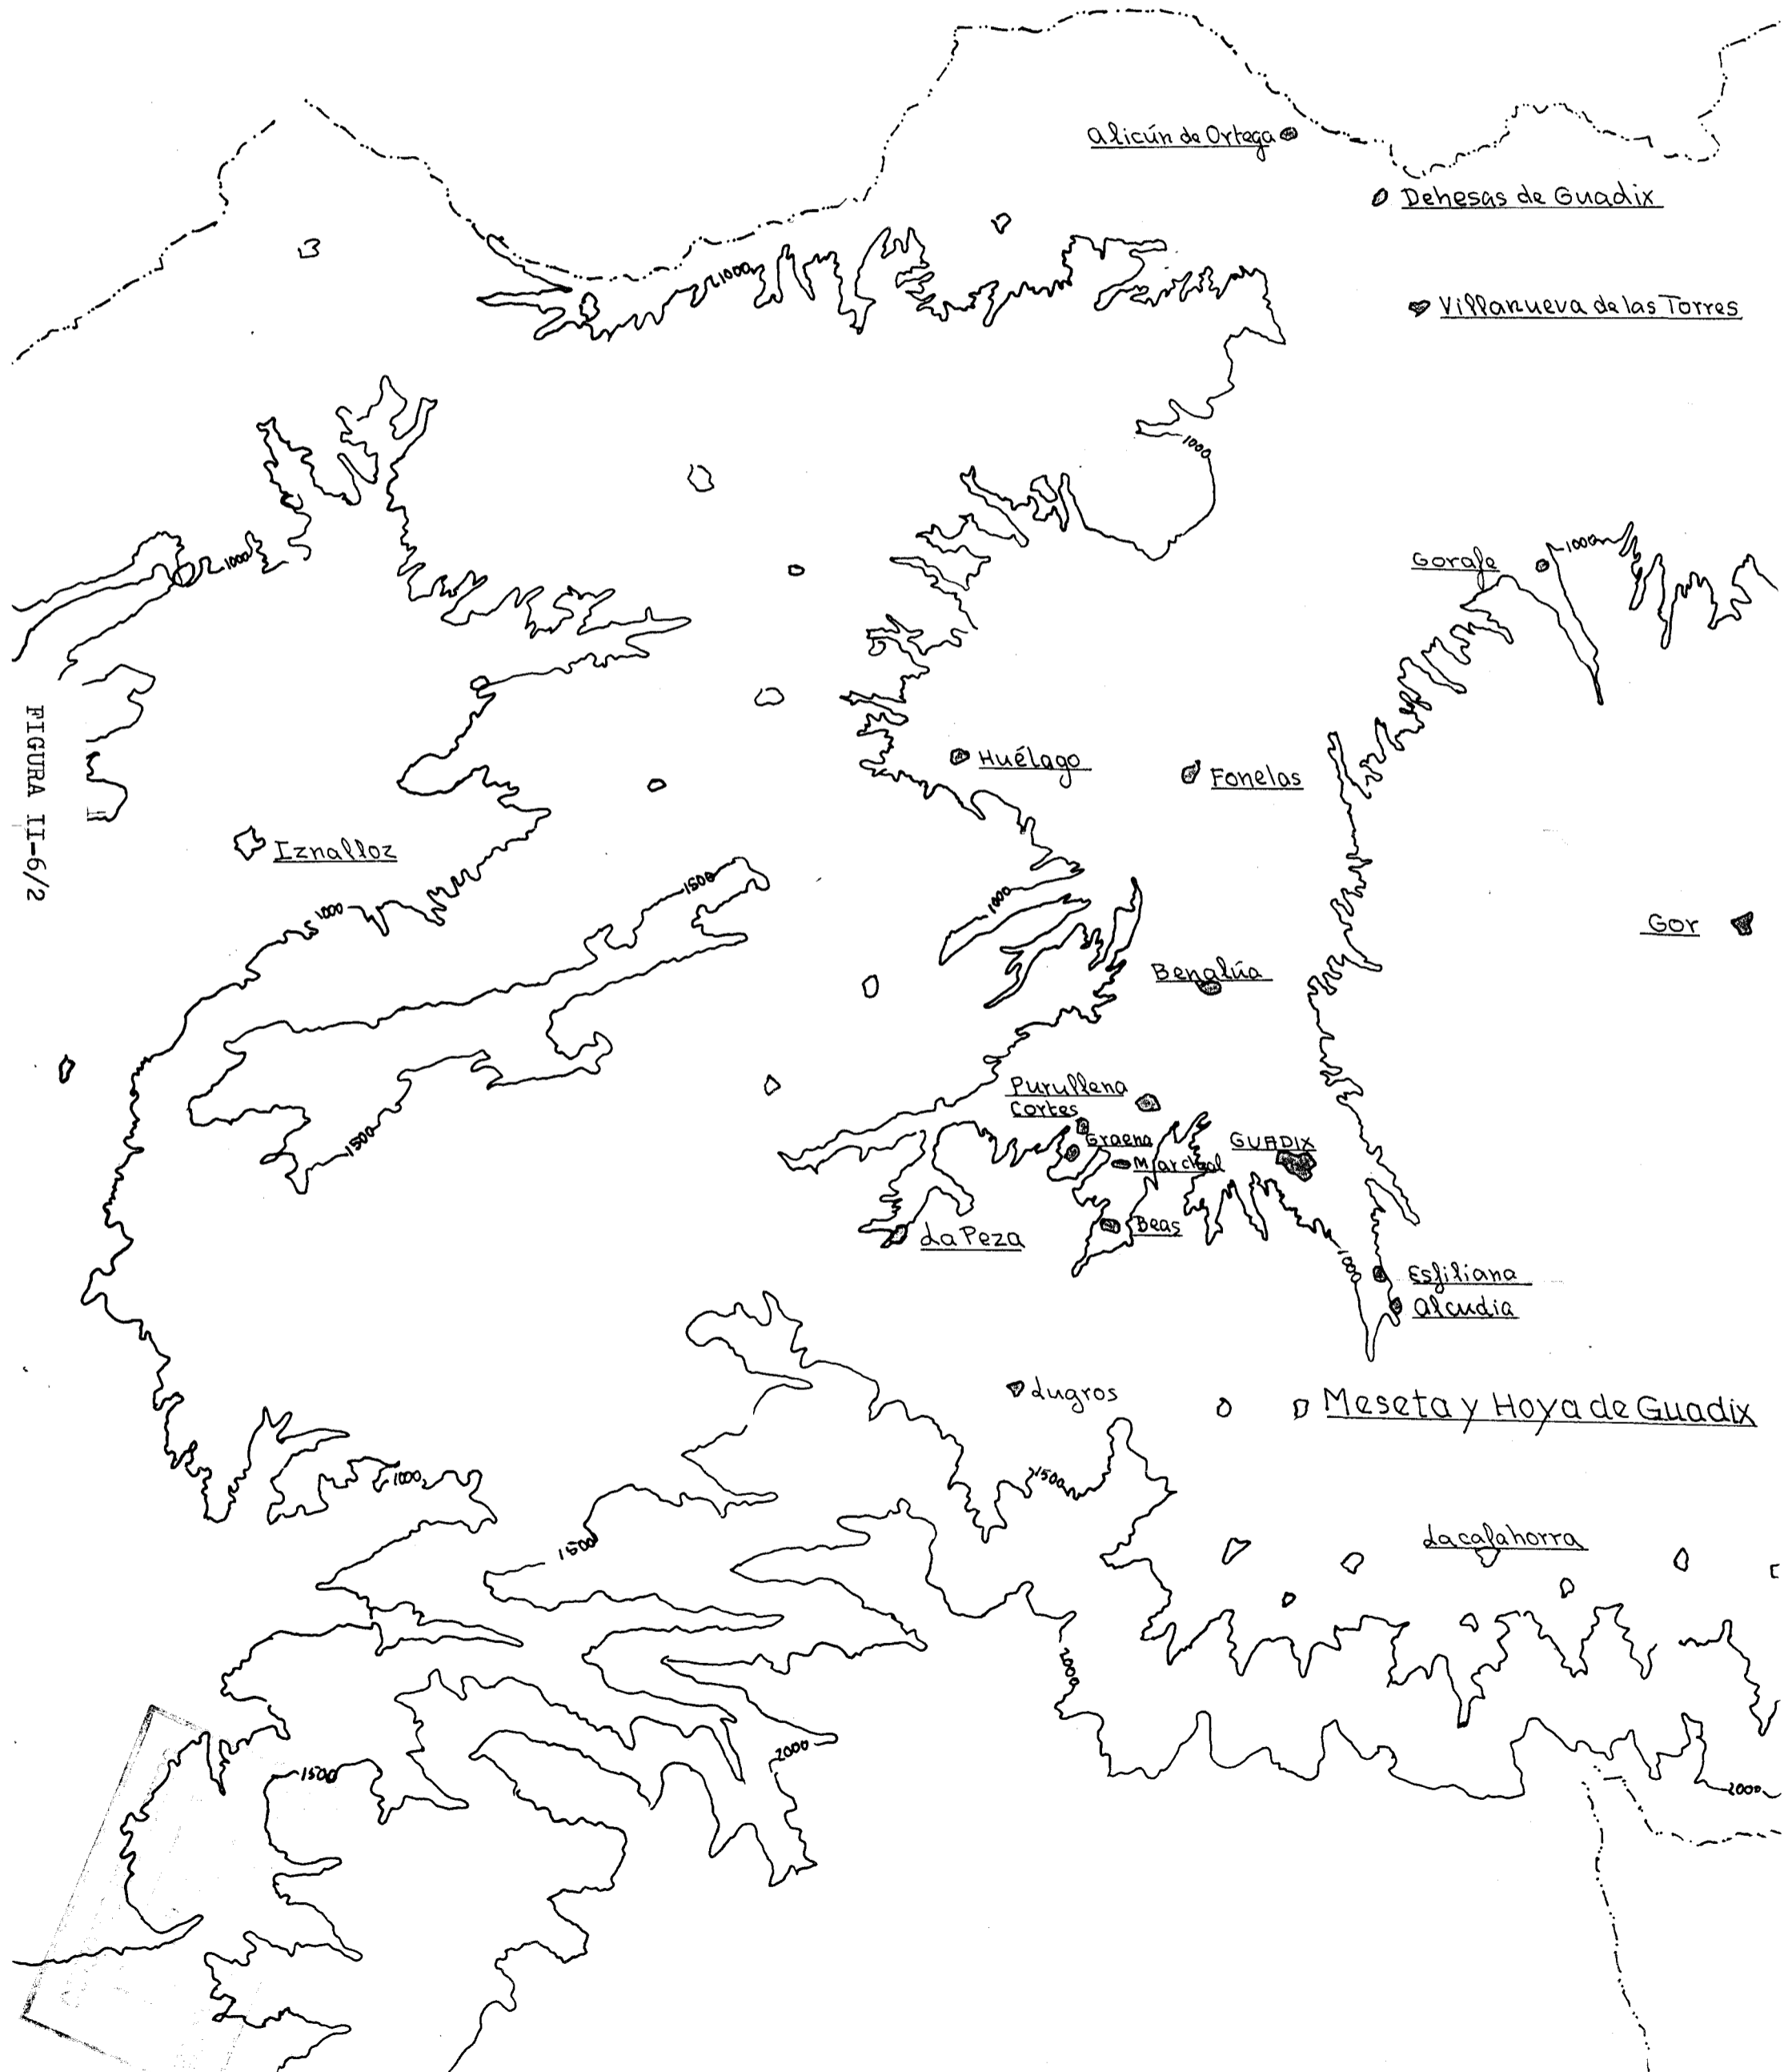 alicún de Ortega
Dehesas de Guadix
1000
Villanueva de las Torres
1000
1000
Gorafe
1000
FIGURA II-6/2
Huélago
Fonelas
Iznalloz
1500
1000
1000
Gor
Benalúa
Purullena
Cortes
Graena
GUADIX
1500
Marchal
Beas
La Peza
1000
Esfiliana
alcudia
Lugros
Meseta y Hoya de Guadix
1000
1500
1500
Lacalahorra
2000
2000
1500
2000